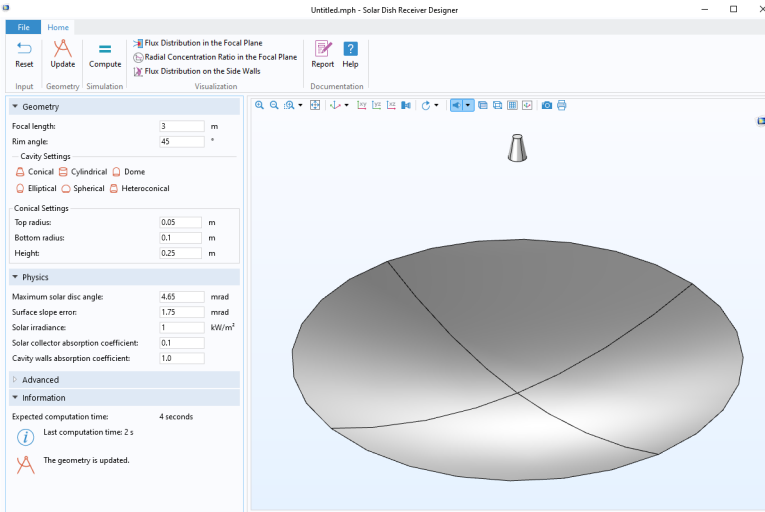 Untitled.mph - Solar Dish Receiver Designer
File Home
Reset Update Compute
Flux Distribution in the Focal Plane
Radial Concentration Ratio in the Focal Plane
Flux Distribution on the Side Walls
Report Help
Input Geometry Simulation Visualization Documentation
Geometry
Focal length: 3 m
Rim angle: 45 °
Cavity Settings
Conical Cylindrical Dome
Elliptical Spherical Heteroconical
Conical Settings
Top radius: 0.05 m
Bottom radius: 0.1 m
Height: 0.25 m
Physics
Maximum solar disc angle: 4.65 mrad
Surface slope error: 1.75 mrad
Solar irradiance: 1 kW/m²
Solar collector absorption coefficient: 0.1
Cavity walls absorption coefficient: 1.0
Advanced
Information
Expected computation time: 4 seconds
Last computation time: 2 s
The geometry is updated.